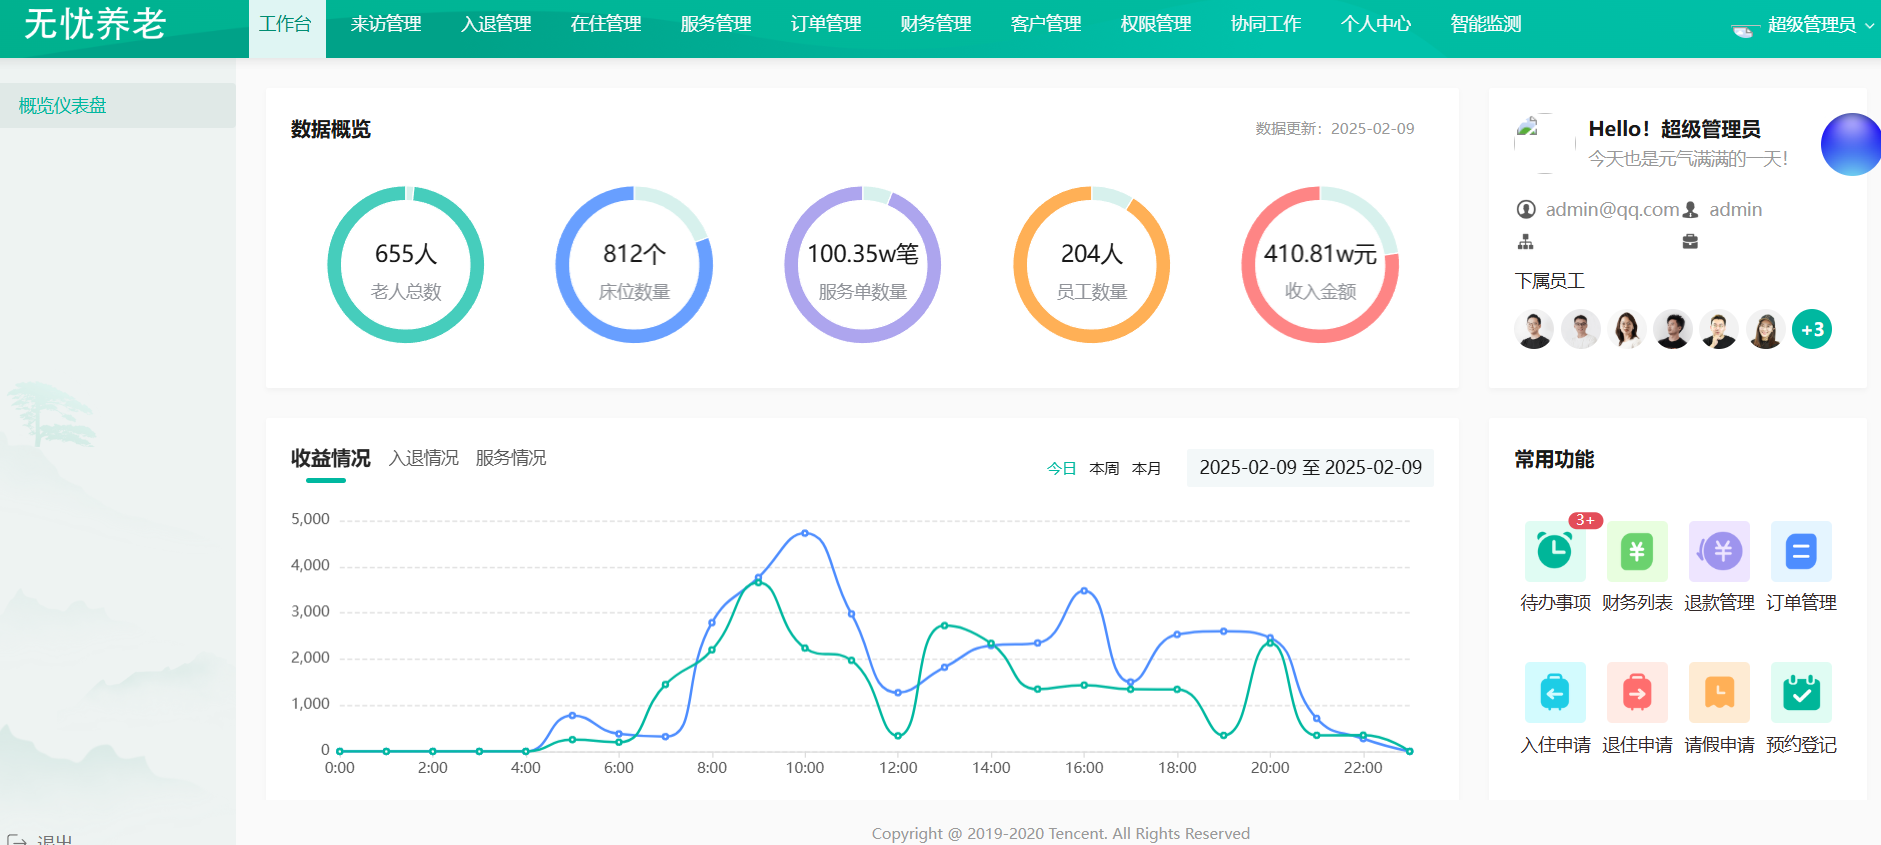 无忧养老
工作台 来访管理 入退管理 在住管理 服务管理 订单管理 财务管理 客户管理 权限管理 协同工作 个人中心 智能监测
超级管理员
概览仪表盘
退出
数据概览
数据更新：2025-02-09
655人
老人总数
812个
床位数量
100.35w笔
服务单数量
204人
员工数量
410.81w元
收入金额
Hello！超级管理员
今天也是元气满满的一天！
admin@qq.com admin
下属员工
+3
收益情况 入退情况 服务情况
今日 本周 本月 2025-02-09 至 2025-02-09
5,000
4,000
3,000
2,000
1,000
0
0:00 2:00 4:00 6:00 8:00 10:00 12:00 14:00 16:00 18:00 20:00 22:00
常用功能
3+
待办事项 财务列表 退款管理 订单管理
入住申请 退住申请 请假申请 预约登记
Copyright @ 2019-2020 Tencent. All Rights Reserved